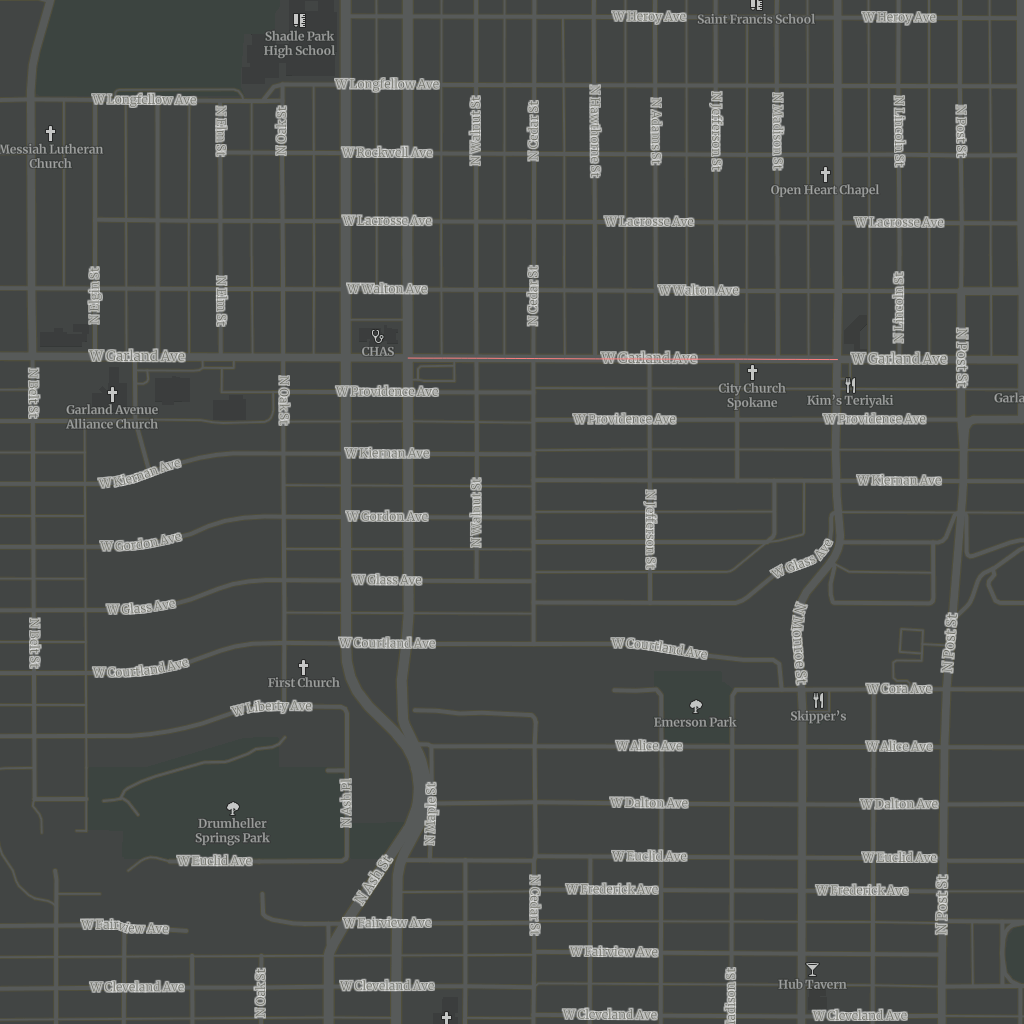 W Heroy Ave
Saint Francis School
W Heroy Ave
Shadle Park
High School
W Longfellow Ave
W Longfellow Ave
N Elm St
N Oak St
N Walnut St
N Cedar St
N Hawthorne St
N Adams St
N Jefferson St
N Madison St
N Lincoln St
N Post St
Messiah Lutheran
Church
W Rockwell Ave
Open Heart Chapel
W Lacrosse Ave
W Lacrosse Ave
W Lacrosse Ave
N Elgin St
N Elm St
N Cedar St
W Walton Ave
W Walton Ave
N Lincoln St
CHAS
W Garland Ave
W Garland Ave
W Garland Ave
N Post St
N Belt St
N Oak St
W Providence Ave
City Church
Spokane
Kim's Teriyaki
Garla
Garland Avenue
Alliance Church
W Providence Ave
W Providence Ave
W Kiernan Ave
W Kiernan Ave
W Kiernan Ave
N Walnut St
N Jefferson St
W Gordon Ave
W Gordon Ave
W Glass Ave
W Glass Ave
W Glass Ave
N Belt St
N Monroe St
N Post St
W Courtland Ave
W Courtland Ave
W Courtland Ave
First Church
W Cora Ave
W Liberty Ave
Emerson Park
Skipper's
W Alice Ave
W Alice Ave
N Ash Pl
N Maple St
W Dalton Ave
W Dalton Ave
Drumheller
Springs Park
W Euclid Ave
W Euclid Ave
W Euclid Ave
N Ash St
W Frederick Ave
W Frederick Ave
N Cedar St
N Post St
W Fairview Ave
W Fairview Ave
W Fairview Ave
N Oak St
W Cleveland Ave
W Cleveland Ave
adison St
Hub Tavern
W Cleveland Ave
W Cleveland Ave